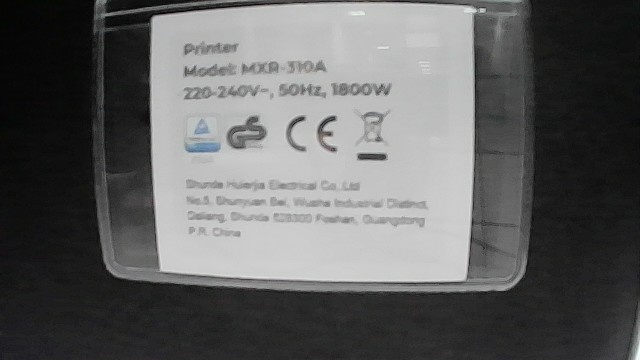 Printer
Model: MXR-310A
220-240V~, 50Hz, 1800W
CE
Shunde Huierjia Electrical Co., Ltd
No.5, Shunyuan Bei, Wusha Industrial District,
Daliang, Shunde 528300 Foshan, Guangdong
P.R. China